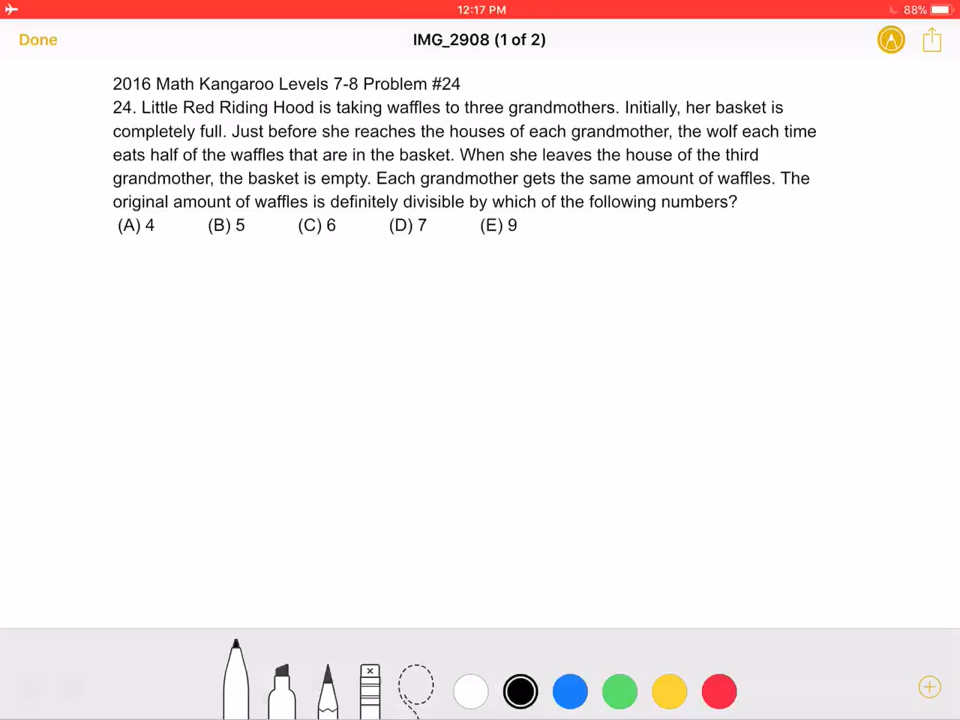 12:17 PM
88%
Done
IMG_2908 (1 of 2)
2016 Math Kangaroo Levels 7-8 Problem #24
24. Little Red Riding Hood is taking waffles to three grandmothers. Initially, her basket is
completely full. Just before she reaches the houses of each grandmother, the wolf each time
eats half of the waffles that are in the basket. When she leaves the house of the third
grandmother, the basket is empty. Each grandmother gets the same amount of waffles. The
original amount of waffles is definitely divisible by which of the following numbers?
(A) 4 (B) 5 (C) 6 (D) 7 (E) 9